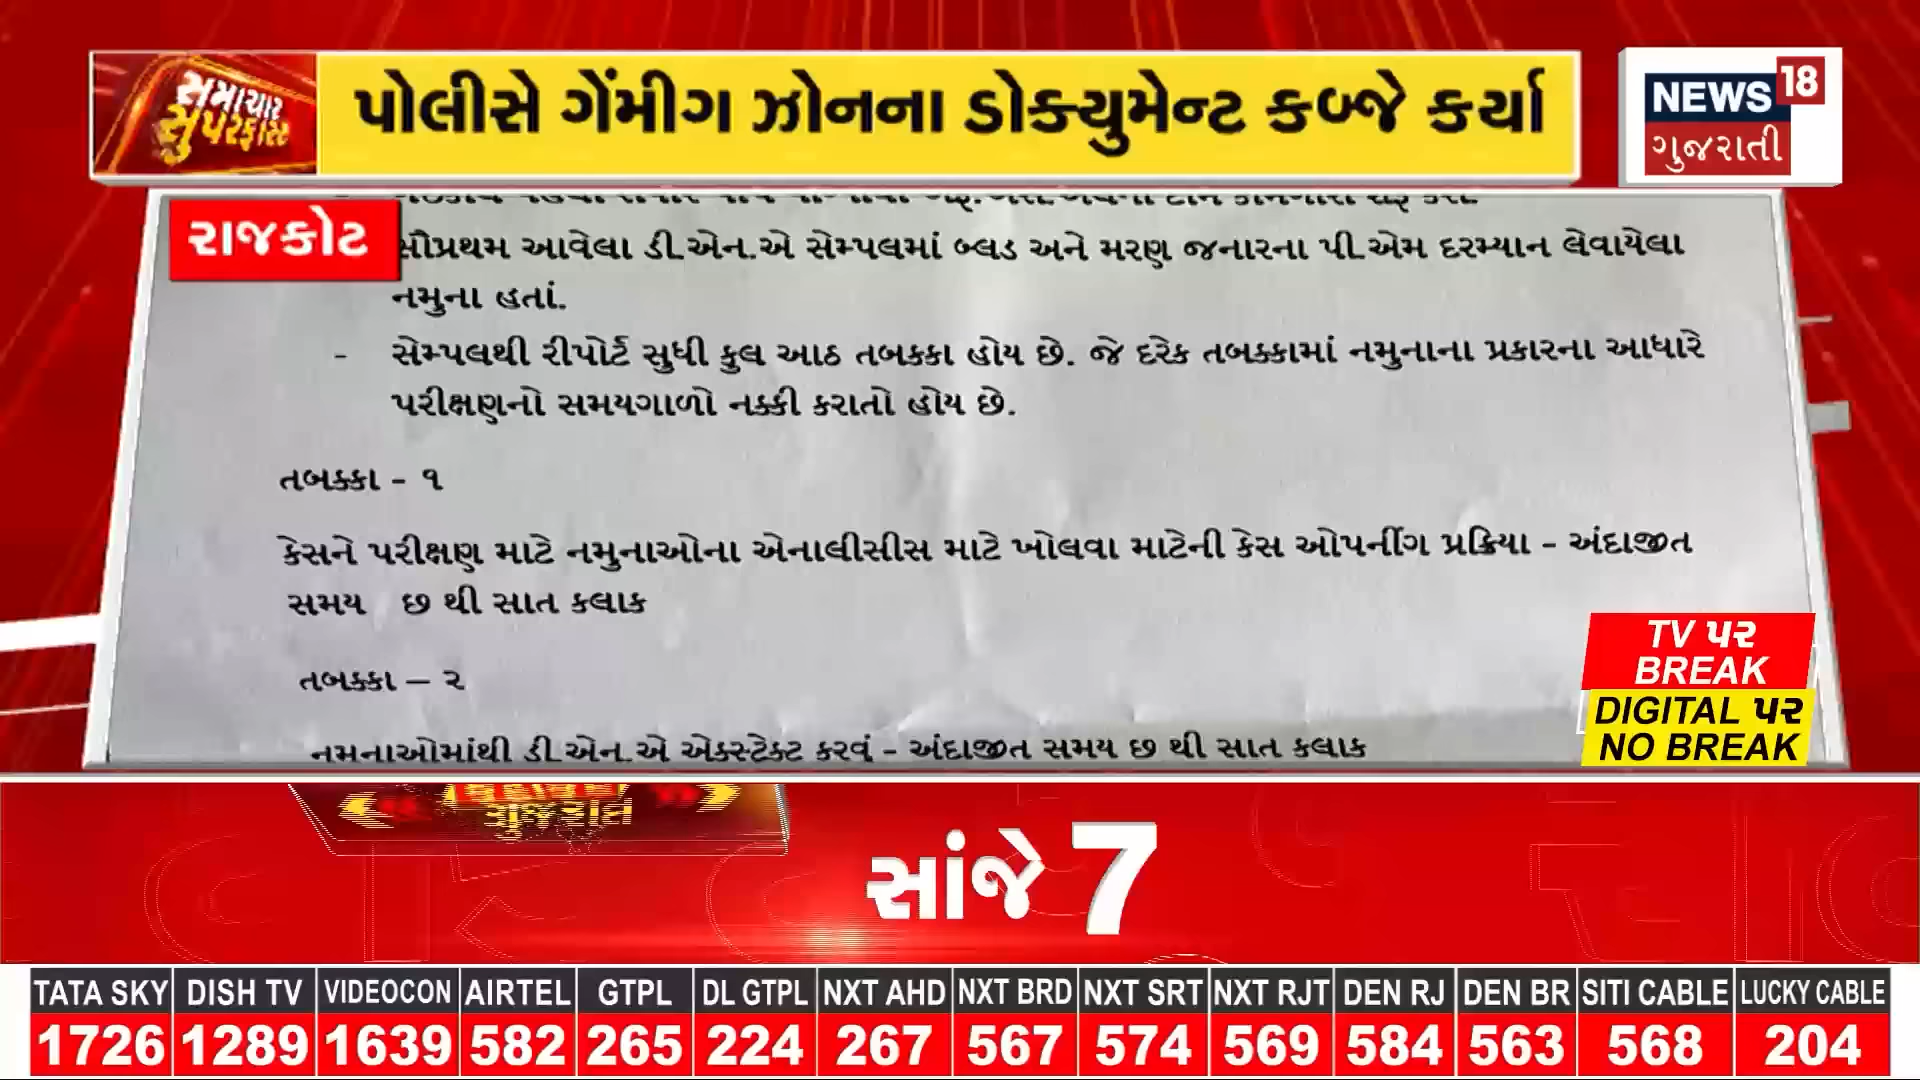 સમાચાર
સુપરફાસ્ટ
પોલીસે ગેંમીગ ઝોનના ડોક્યુમેન્ટ કબ્જે કર્યા
NEWS 18
ગુજરાતી
રાજકોટ
સૌપ્રથમ આવેલા ડી.એન.એ સેમ્પલમાં બ્લડ અને મરણ જનારના પી.એમ દરમ્યાન લેવાયેલા
નમુના હતાં.
- સેમ્પલથી રીપોર્ટ સુધી કુલ આઠ તબક્કા હોય છે. જે દરેક તબક્કામાં નમુનાના પ્રકારના આધારે
પરીક્ષણનો સમયગાળો નક્કી કરાતો હોય છે.
તબક્કા - ૧
કેસને પરીક્ષણ માટે નમુનાઓના એનાલીસીસ માટે ખોલવા માટેની કેસ ઓપનીંગ પ્રક્રિયા - અંદાજીત
સમય છ થી સાત કલાક
તબક્કા – ૨
નમુનાઓમાંથી ડી.એન.એ એક્સ્ટ્રેક્ટ કરવું - અંદાજીત સમય છ થી સાત કલાક
TV પર
BREAK
DIGITAL પર
NO BREAK
ગુજરાત
સાંજે 7
TATA SKY DISH TV VIDEOCON AIRTEL GTPL DL GTPL NXT AHD NXT BRD NXT SRT NXT RJT DEN RJ DEN BR SITI CABLE LUCKY CABLE
1726 1289 1639 582 265 224 267 567 574 569 584 563 568 204